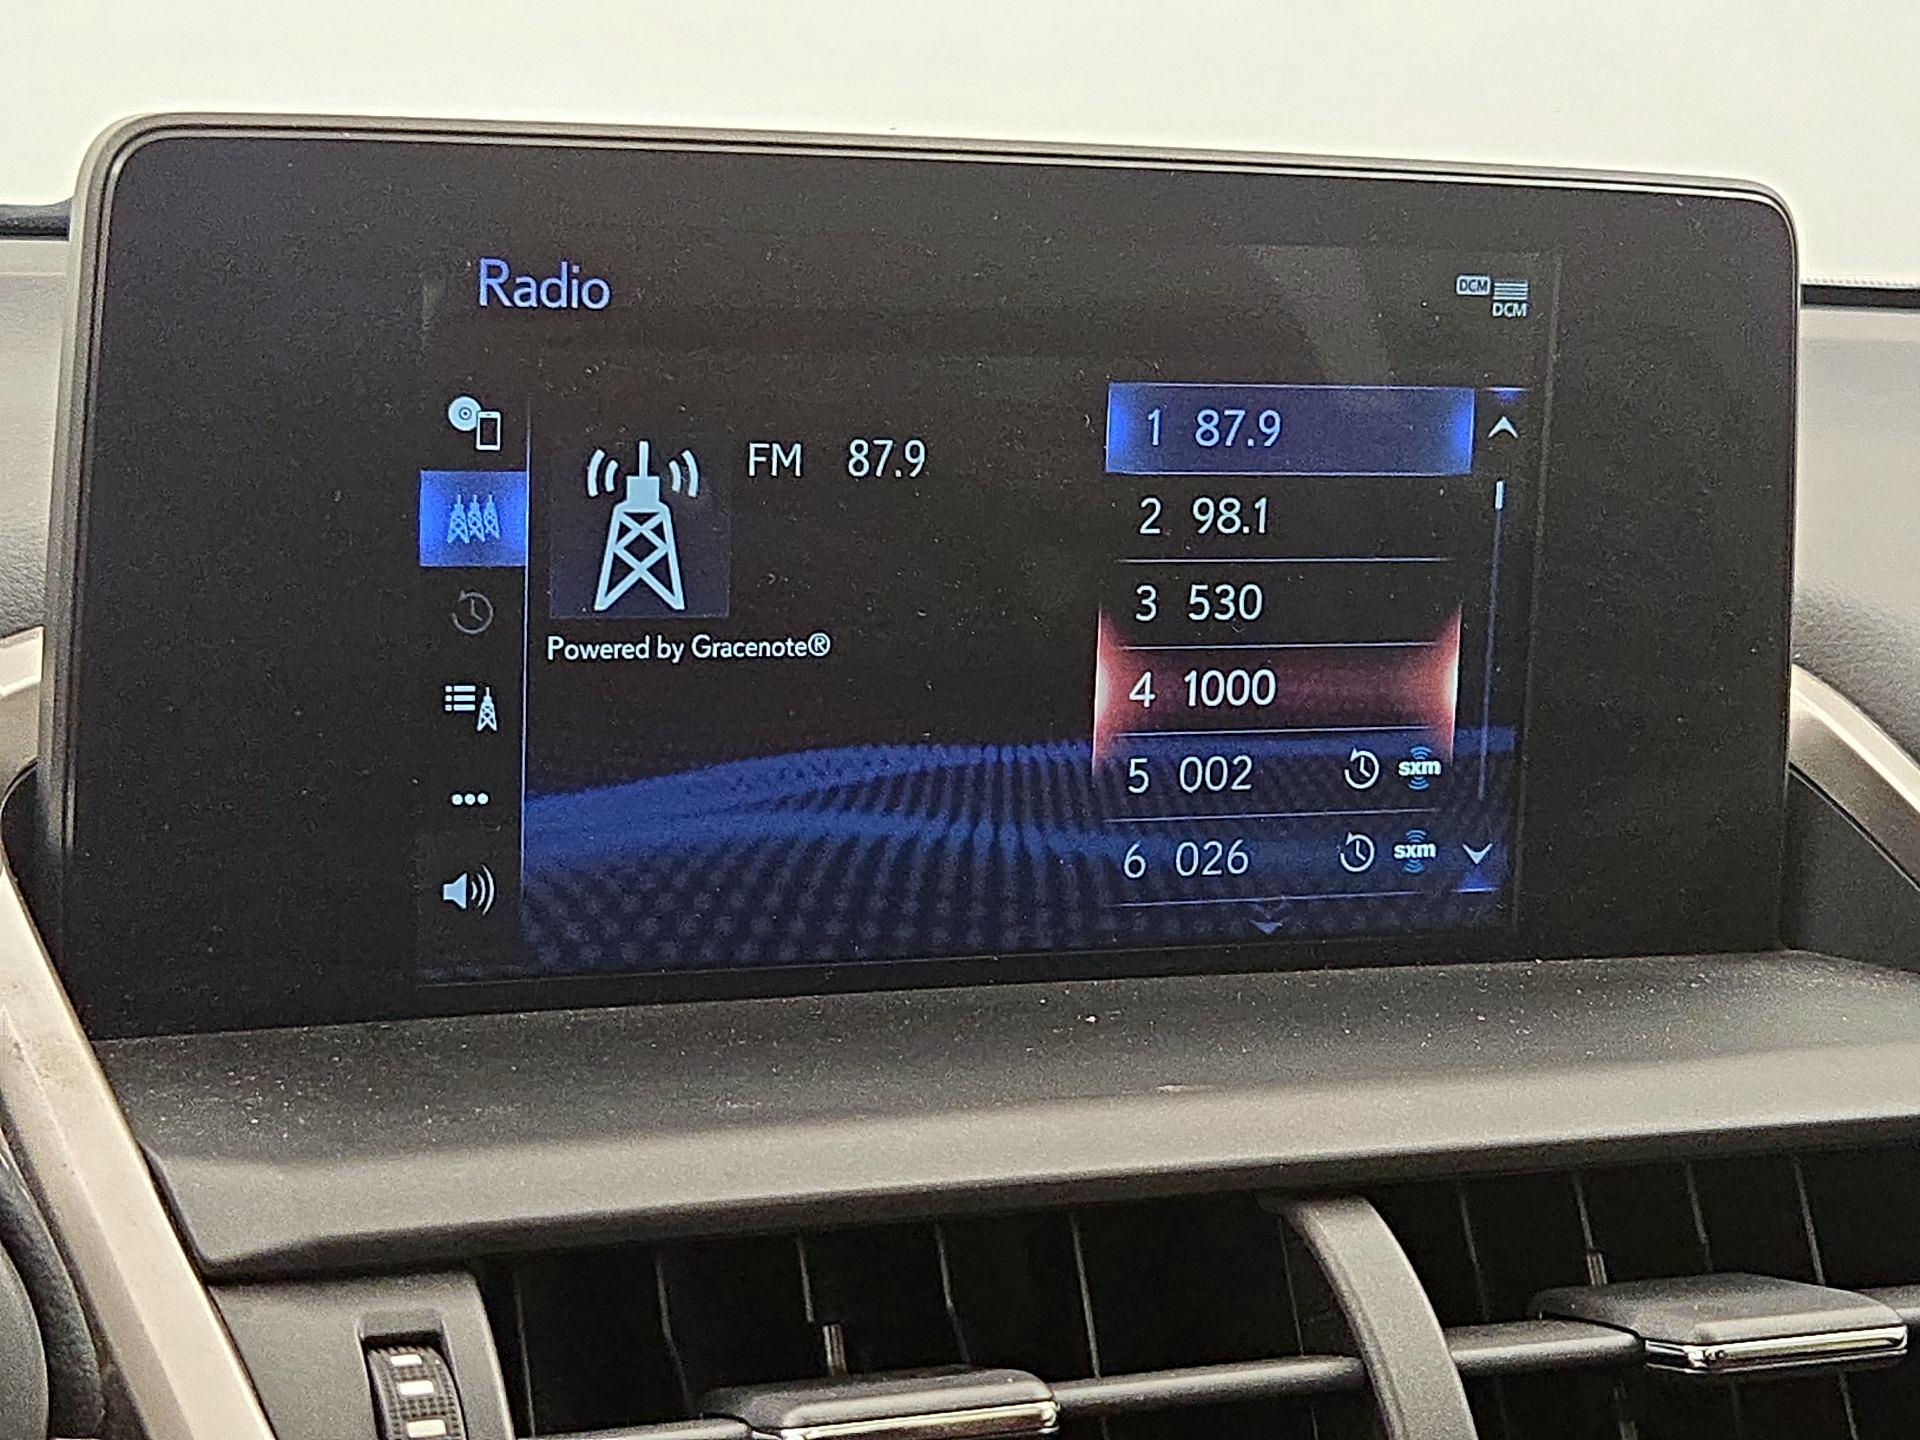 Radio
DCM
DCM
FM 87.9
Powered by Gracenote®
1 87.9
2 98.1
3 530
4 1000
5 002 sxm
6 026 sxm